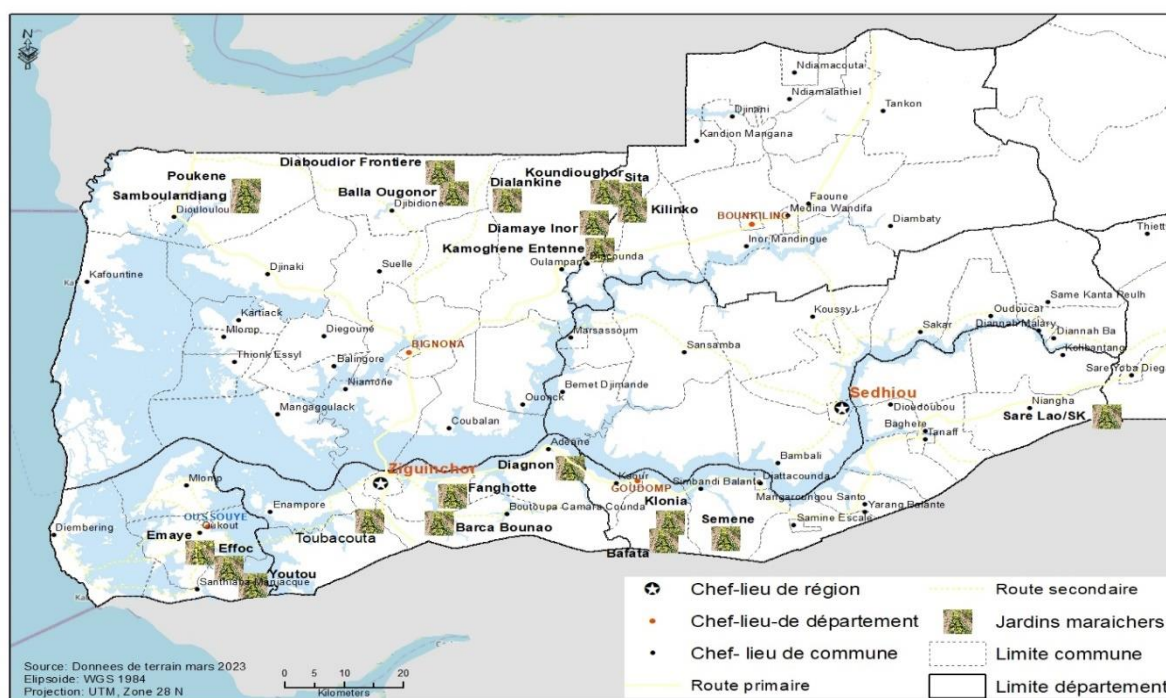 N
Ndiamacouta
Ndiamalathiel
Djinani
Tankon
Kandion Mangana
Diaboudior Frontiere
Koundioughor
Sita
Poukene
Balla Ougonor
Dialankine
Samboulandiang
Diouloulou
Djibidione
Kilinko
Faoune
Medina Wandifa
BOUNKILING
Diambaty
Diamaye Inor
Thiett
Kamoghene Entenne
Inor Mandingue
Oulampan
Kafountine
Djinaki
Suelle
Same Kanta Peulh
Kartiack
Mlomp
Diegoune
Koussy
Oudoucar
Sakar
Diannah Malary
Diannah Ba
Marsassoum
Sansamba
Kolibantang
BIGNONA
Thionk Essyl
Balingore
Niamone
Bemet Djimande
Sare Yoba Dieg
Ouonck
Sedhiou
Mangagoulack
Dioudoubou
Niangha
Sare Lao/SK
Coubalan
Baghere
Tanaff
Adeane
Bambali
Ziguinchor
Diagnon
Kagur
GOUDOMP
Simbandi Balante
Djattacounda
Mlomp
Fanghotte
Klonia
Mangaroungou Santo
Yarang Balante
Enampore
Boutoupa Camara Counda
Semene
OUSSOUYE
Oukout
Diembering
Toubacouta
Barca Bounao
Samine Escale
Emaye
Effoc
Bafata
Santhiaba Manjacque
Youtou
Chef-lieu de région
Chef-lieu-de département
Chef- lieu de commune
Route primaire
Route secondaire
Jardins maraichers
Limite commune
Limite département
Source: Donnees de terrain mars 2023
Elipsoide: WGS 1984
Projection: UTM, Zone 28 N
0 5 10 20
Kilometers